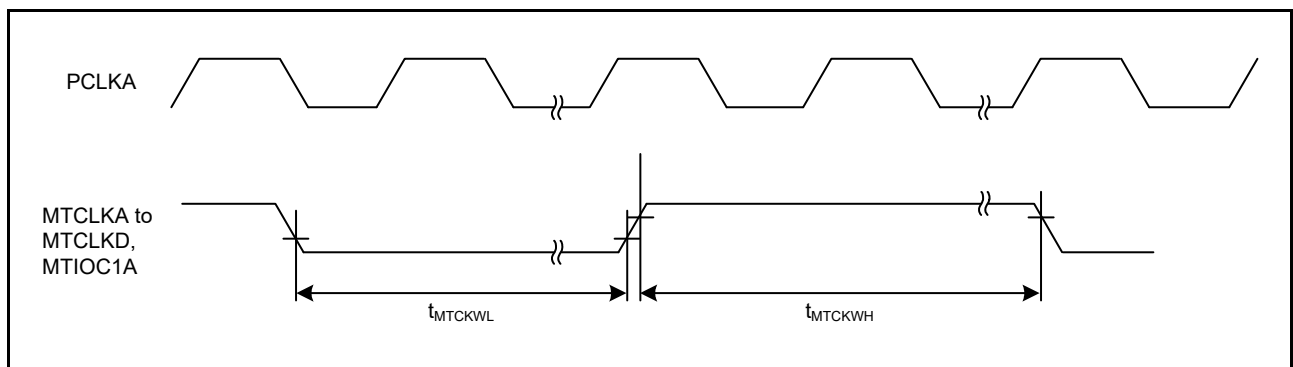 PCLKA
MTCLKA to
MTCLKD,
MTIOC1A
tMTCKWL
tMTCKWH